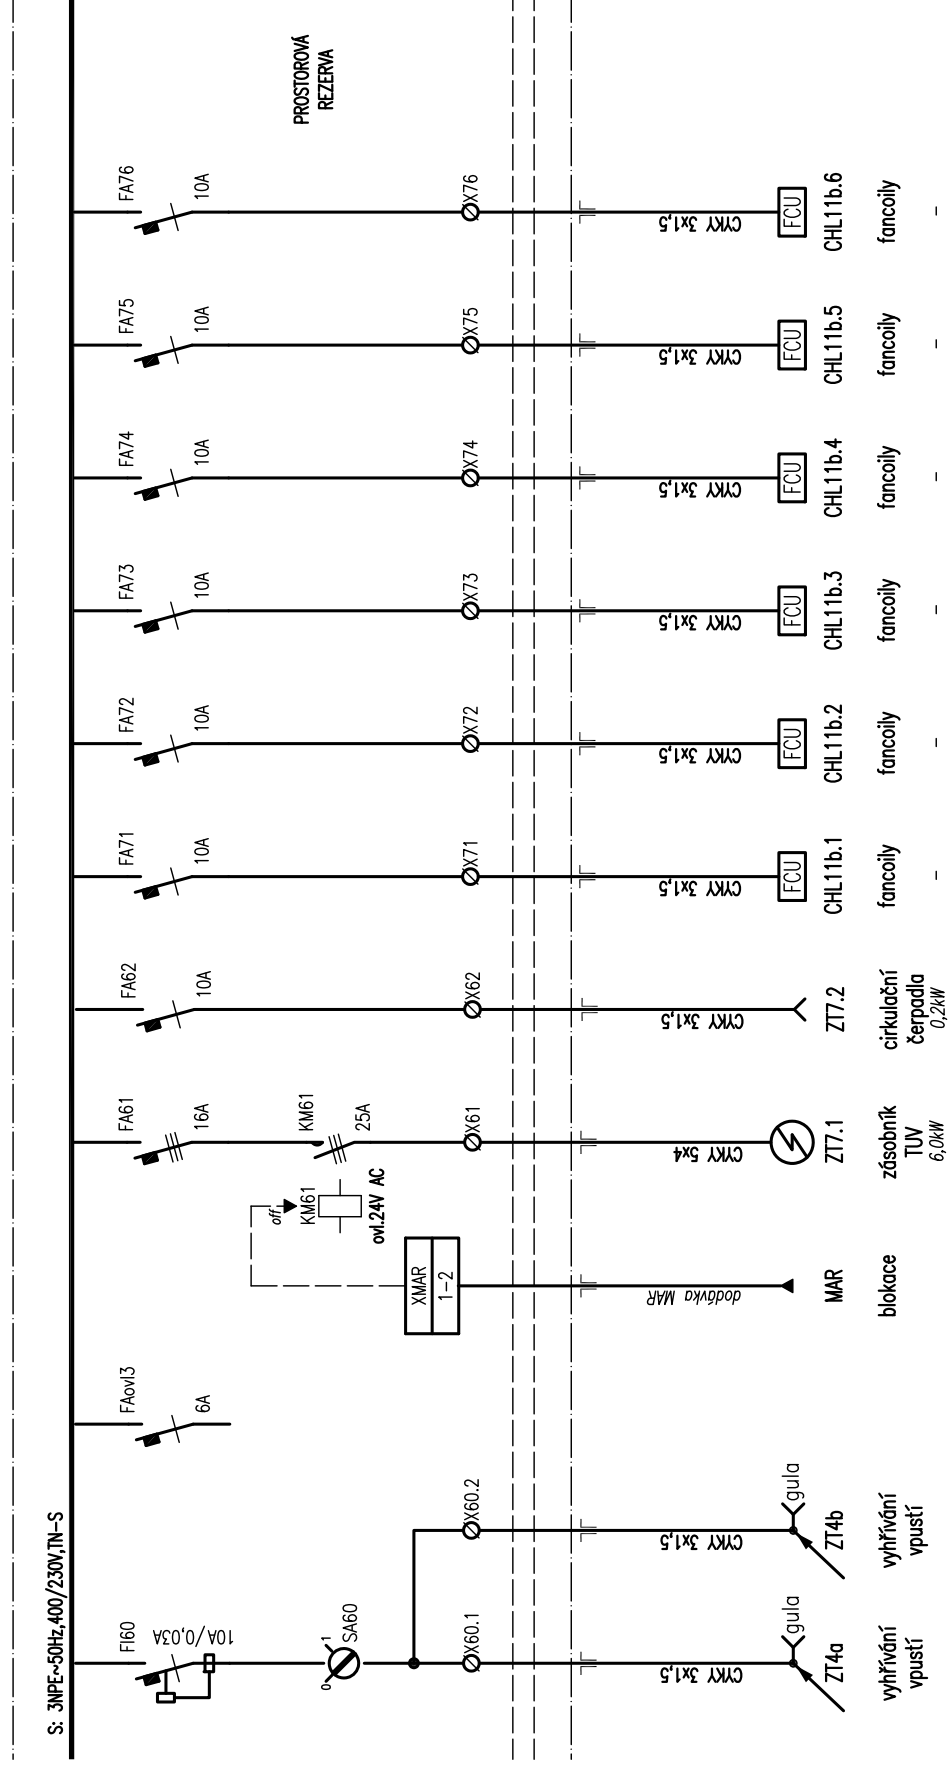 S: 3NPE~50Hz,400/230V,TN-S
FI60
10A/0,03A
0
1
SA60
X60.1
CYKY 3x1,5
gula
ZT4a
vyhřívání
vpustí
X60.2
CYKY 3x1,5
gula
ZT4b
vyhřívání
vpustí
FAovl3
6A
XMAR
1-2
dodávka MAR
MAR
blokace
off
KM61
ovl.24V AC
FA61
16A
KM61
25A
X61
CYKY 5x4
ZT7.1
zásobník
TUV
6,0kW
FA62
10A
X62
CYKY 3x1,5
ZT7.2
cirkulační
čerpadla
0,2kW
FA71
10A
X71
CYKY 3x1,5
FCU
CHL11b.1
fancoily
-
FA72
10A
X72
CYKY 3x1,5
FCU
CHL11b.2
fancoily
-
FA73
10A
X73
CYKY 3x1,5
FCU
CHL11b.3
fancoily
-
FA74
10A
X74
CYKY 3x1,5
FCU
CHL11b.4
fancoily
-
FA75
10A
X75
CYKY 3x1,5
FCU
CHL11b.5
fancoily
-
FA76
10A
X76
CYKY 3x1,5
FCU
CHL11b.6
fancoily
-
PROSTOROVÁ
REZERVA